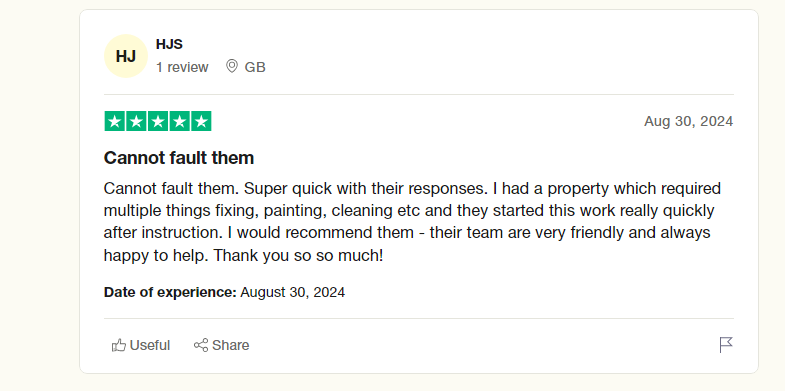 HJ
HJS
1 review GB
Aug 30, 2024
Cannot fault them
Cannot fault them. Super quick with their responses. I had a property which required
multiple things fixing, painting, cleaning etc and they started this work really quickly
after instruction. I would recommend them - their team are very friendly and always
happy to help. Thank you so so much!
Date of experience: August 30, 2024
Useful Share